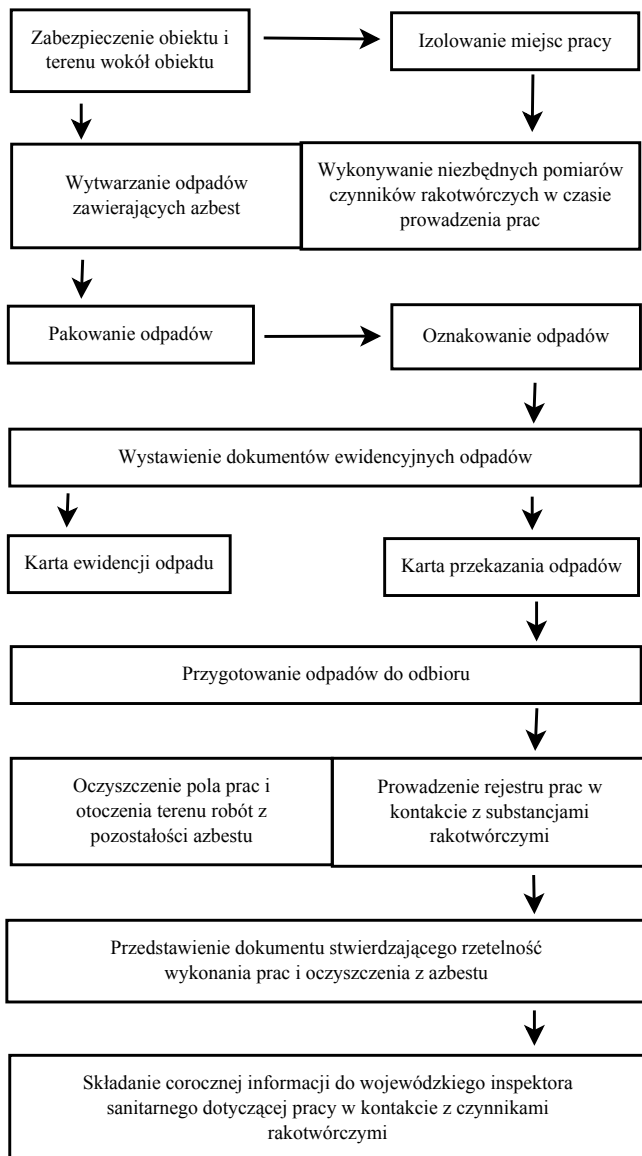 Zabezpieczenie obiektu i
terenu wokół obiektu
Izolowanie miejsc pracy
Wytwarzanie odpadów
zawierających azbest
Wykonywanie niezbędnych pomiarów
czynników rakotwórczych w czasie
prowadzenia prac
Pakowanie odpadów
Oznakowanie odpadów
Wystawienie dokumentów ewidencyjnych odpadów
Karta ewidencji odpadu
Karta przekazania odpadów
Przygotowanie odpadów do odbioru
Oczyszczenie pola prac i
otoczenia terenu robót z
pozostałości azbestu
Prowadzenie rejestru prac w
kontakcie z substancjami
rakotwórczymi
Przedstawienie dokumentu stwierdzającego rzetelność
wykonania prac i oczyszczenia z azbestu
Składanie corocznej informacji do wojewódzkiego inspektora
sanitarnego dotyczącej pracy w kontakcie z czynnikami
rakotwórczymi